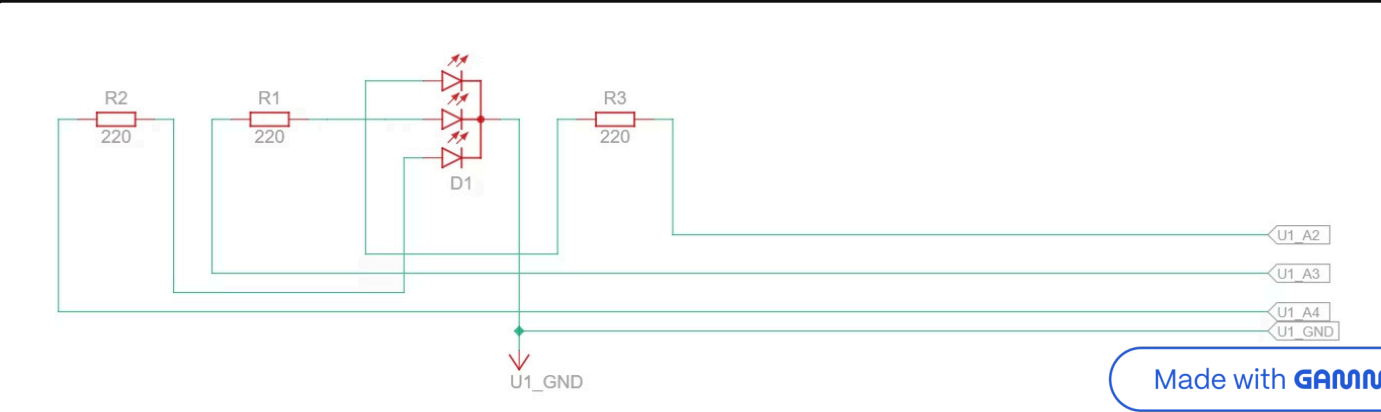 R2
R1
R3
220
220
220
D1
U1_A2
U1_A3
U1_A4
U1_GND
U1_GND
Made with